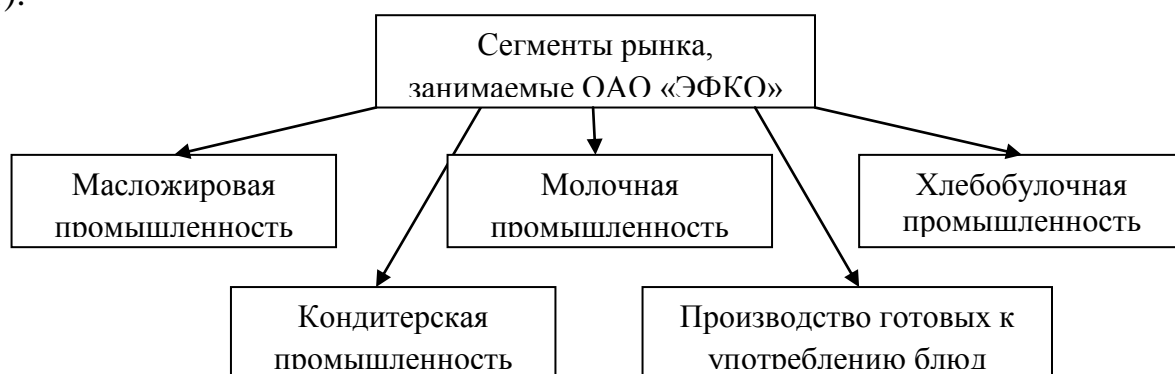 ).
Сегменты рынка,
занимаемые ОАО «ЭФКО»
Масложировая
промышленность
Молочная
промышленность
Хлебобулочная
промышленность
Кондитерская
промышленность
Производство готовых к
употреблению блюд